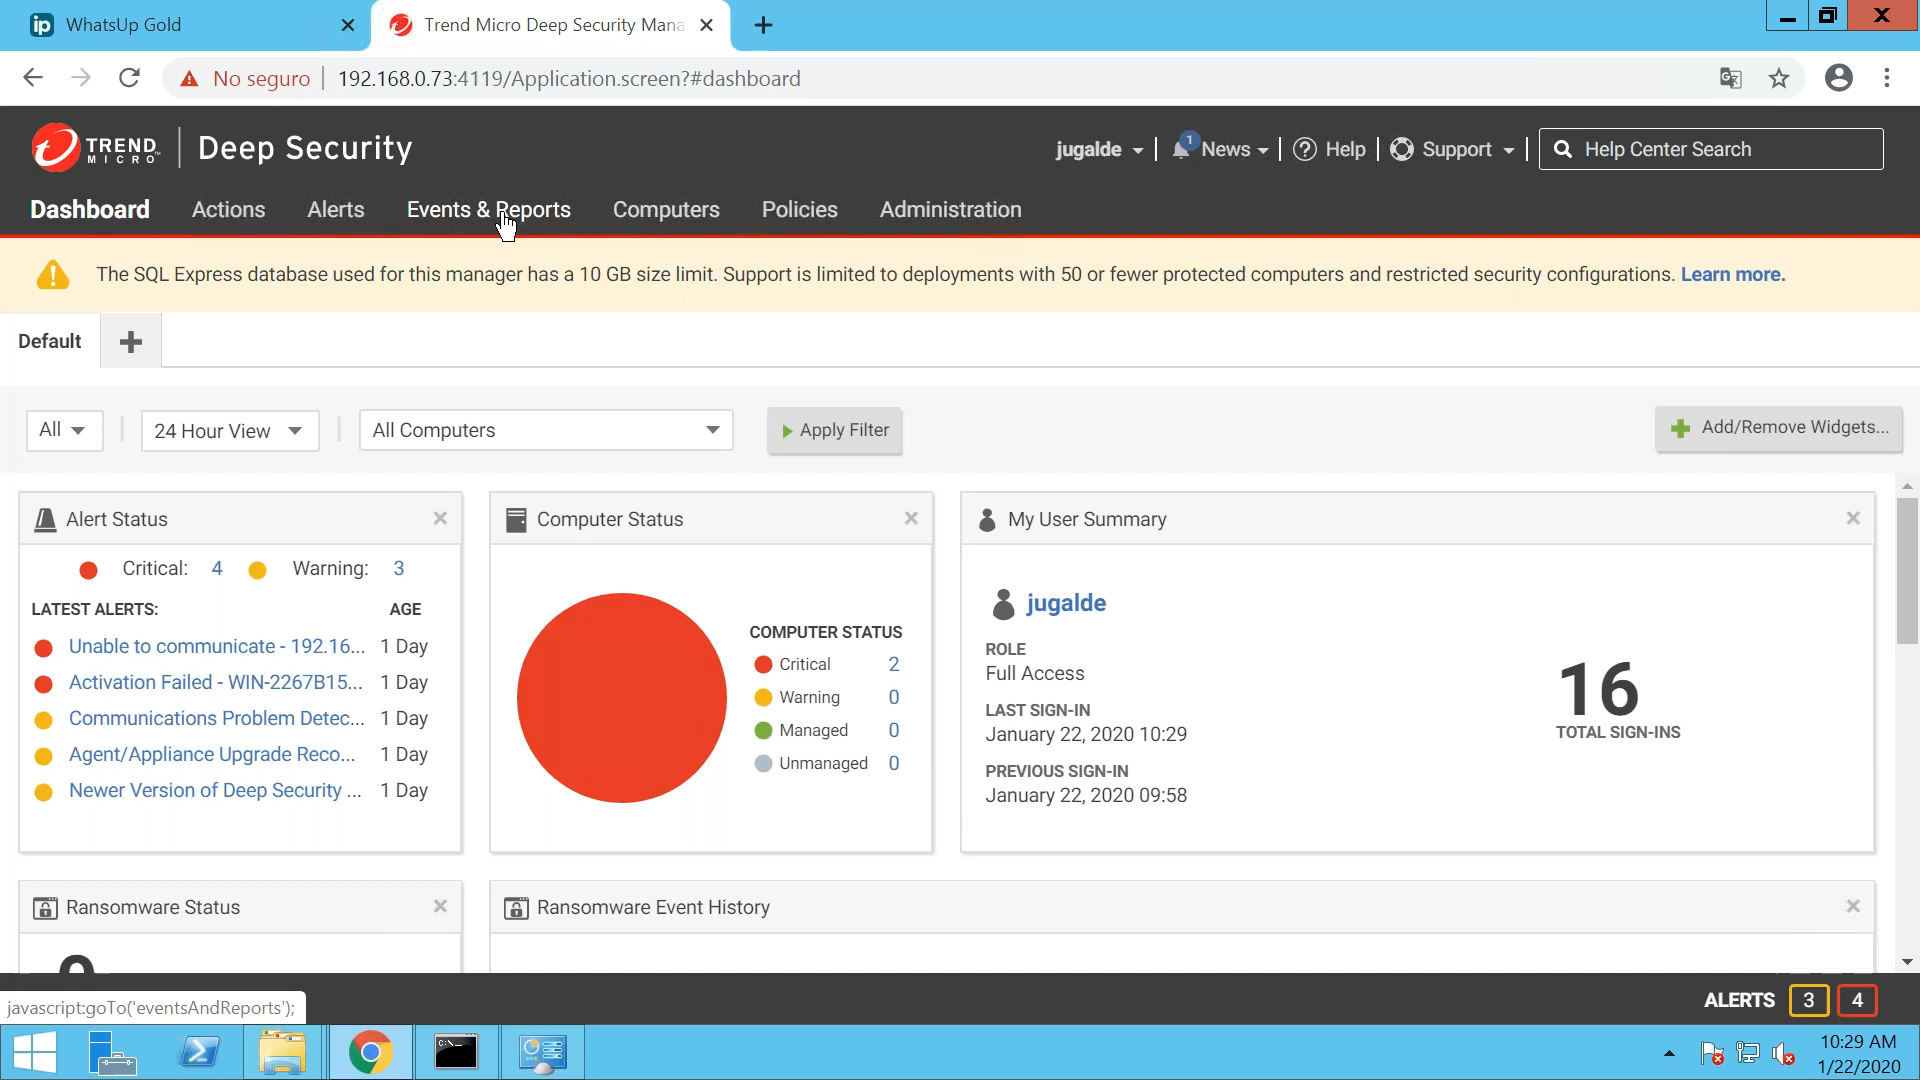 WhatsUp Gold
Trend Micro Deep Security Mana
No seguro
192.168.0.73:4119/Application.screen?#dashboard
TREND MICRO
Deep Security
jugalde
1
News
Help
Support
Help Center Search
Dashboard
Actions
Alerts
Events & Reports
Computers
Policies
Administration
The SQL Express database used for this manager has a 10 GB size limit. Support is limited to deployments with 50 or fewer protected computers and restricted security configurations. Learn more.
Default
All
24 Hour View
All Computers
Apply Filter
Add/Remove Widgets...
Alert Status
Critical: 4 Warning: 3
LATEST ALERTS: AGE
Unable to communicate - 192.16... 1 Day
Activation Failed - WIN-2267B15... 1 Day
Communications Problem Detec... 1 Day
Agent/Appliance Upgrade Reco... 1 Day
Newer Version of Deep Security ... 1 Day
Computer Status
COMPUTER STATUS
Critical 2
Warning 0
Managed 0
Unmanaged 0
My User Summary
jugalde
ROLE
Full Access
LAST SIGN-IN
January 22, 2020 10:29
PREVIOUS SIGN-IN
January 22, 2020 09:58
16
TOTAL SIGN-INS
Ransomware Status
Ransomware Event History
javascript:goTo('eventsAndReports');
ALERTS 3 4
10:29 AM
1/22/2020